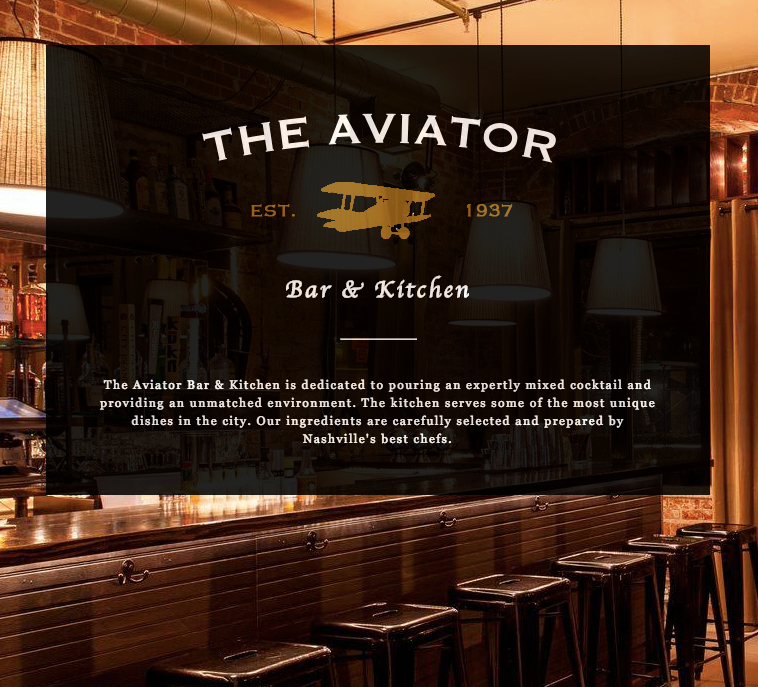 THE AVIATOR
EST. 1937
Bar & Kitchen
The Aviator Bar & Kitchen is dedicated to pouring an expertly mixed cocktail and
providing an unmatched environment. The kitchen serves some of the most unique
dishes in the city. Our ingredients are carefully selected and prepared by
Nashville's best chefs.